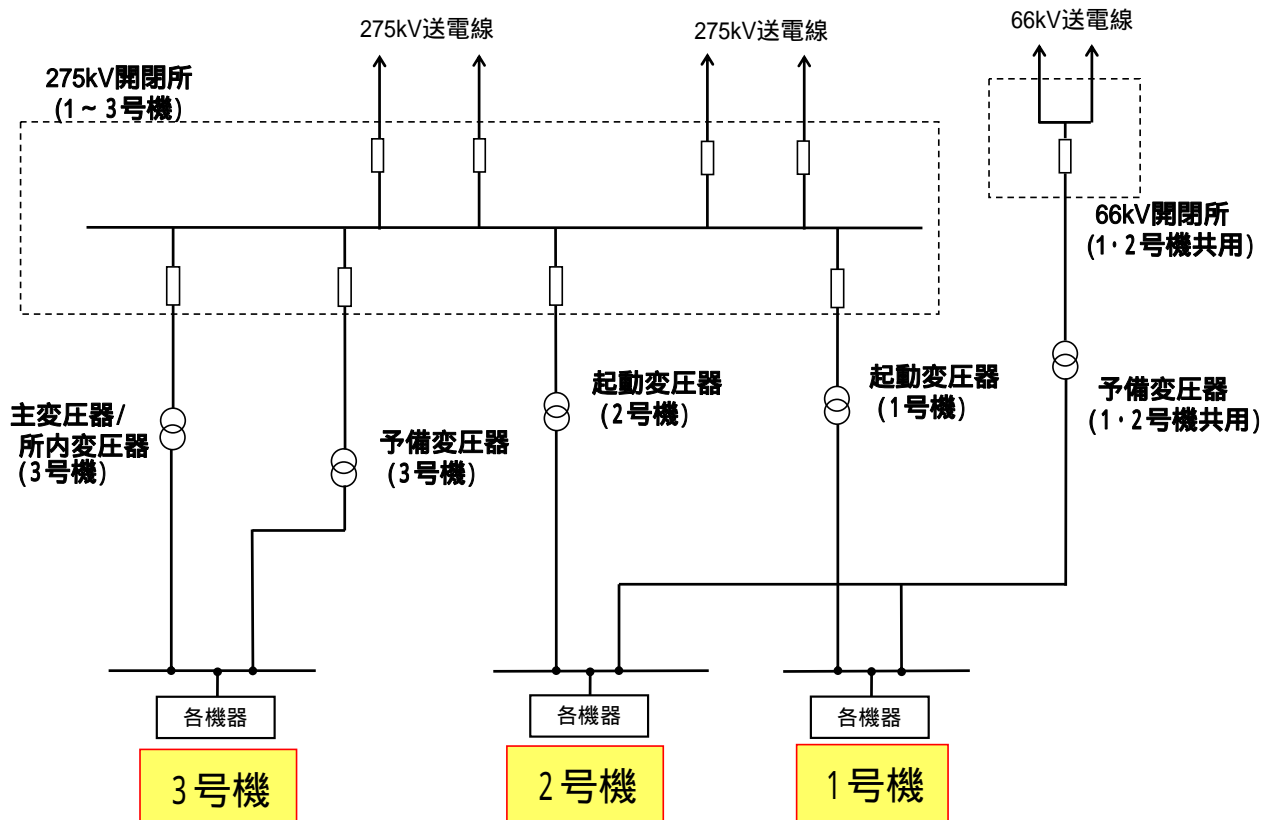 275kV送電線
275kV送電線
66kV送電線
275kV開閉所
(1~3号機)
66kV開閉所
(1・2号機共用)
主変圧器/
所内変圧器
(3号機)
予備変圧器
(3号機)
起動変圧器
(2号機)
起動変圧器
(1号機)
予備変圧器
(1・2号機共用)
各機器
各機器
各機器
3号機
2号機
1号機